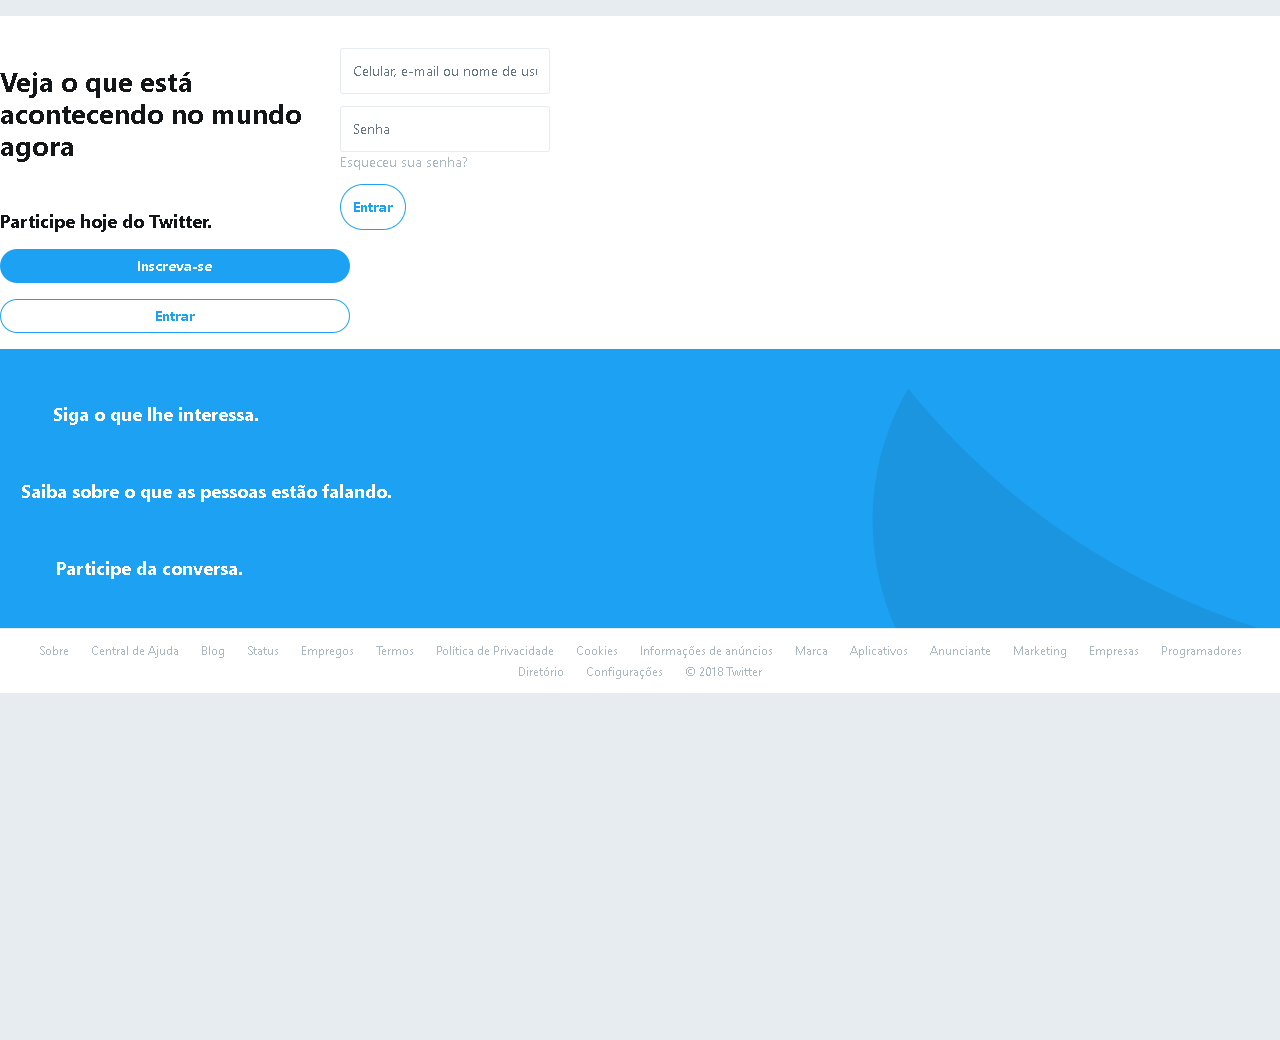 Veja o que está
acontecendo no mundo
agora
Participe hoje do Twitter.
Inscreva-se
Entrar
Celular, e-mail ou nome de usu
Senha
Esqueceu sua senha?
Entrar
Siga o que lhe interessa.
Saiba sobre o que as pessoas estão falando.
Participe da conversa.
Sobre Central de Ajuda Blog Status Empregos Termos Política de Privacidade Cookies Informações de anúncios Marca Aplicativos Anunciante Marketing Empresas Programadores
Diretório Configurações © 2018 Twitter